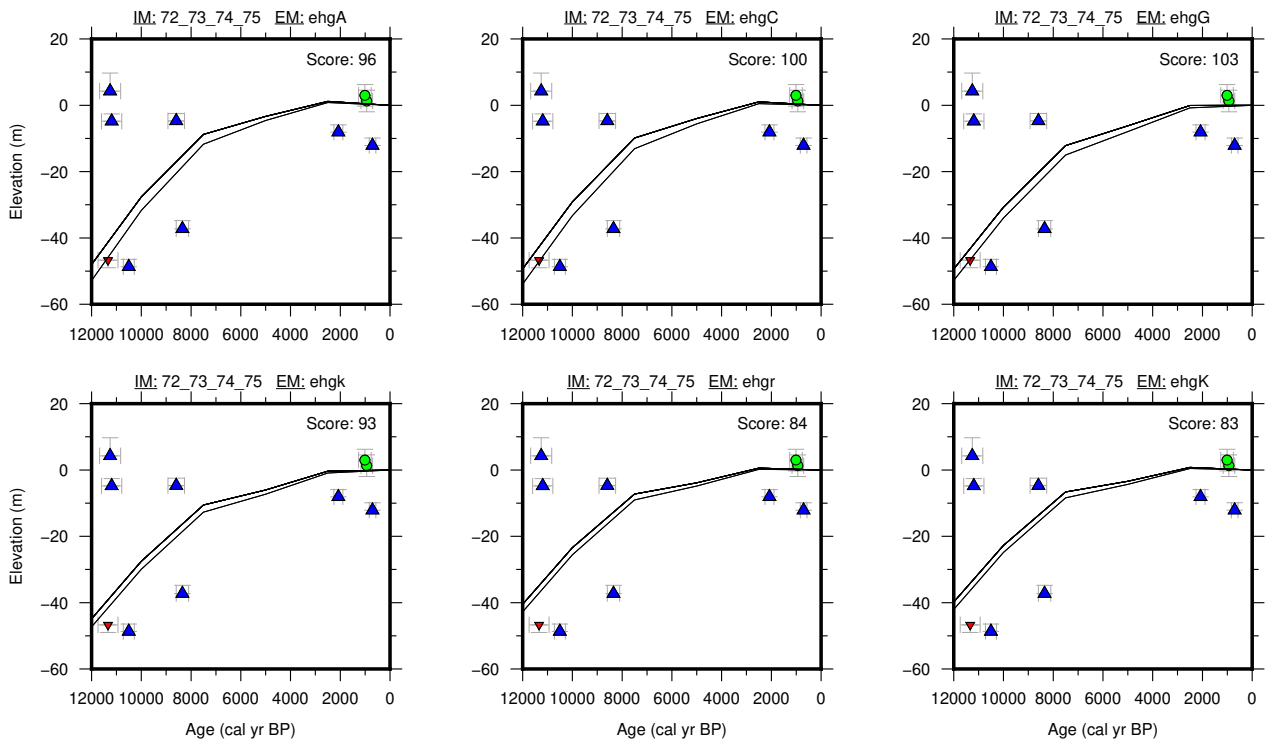 IM: 72_73_74_75 EM: ehgA
IM: 72_73_74_75 EM: ehgC
IM: 72_73_74_75 EM: ehgG
Score: 96
Score: 100
Score: 103
Elevation (m)
20
0
−20
−40
−60
12000 10000 8000 6000 4000 2000 0
12000 10000 8000 6000 4000 2000 0
20
0
−20
−40
−60
12000 10000 8000 6000 4000 2000 0
20
0
−20
−40
−60
IM: 72_73_74_75 EM: ehgk
IM: 72_73_74_75 EM: ehgr
IM: 72_73_74_75 EM: ehgK
Score: 93
Score: 84
Score: 83
Elevation (m)
20
0
−20
−40
−60
12000 10000 8000 6000 4000 2000 0
Age (cal yr BP)
20
0
−20
−40
−60
12000 10000 8000 6000 4000 2000 0
Age (cal yr BP)
20
0
−20
−40
−60
12000 10000 8000 6000 4000 2000 0
Age (cal yr BP)